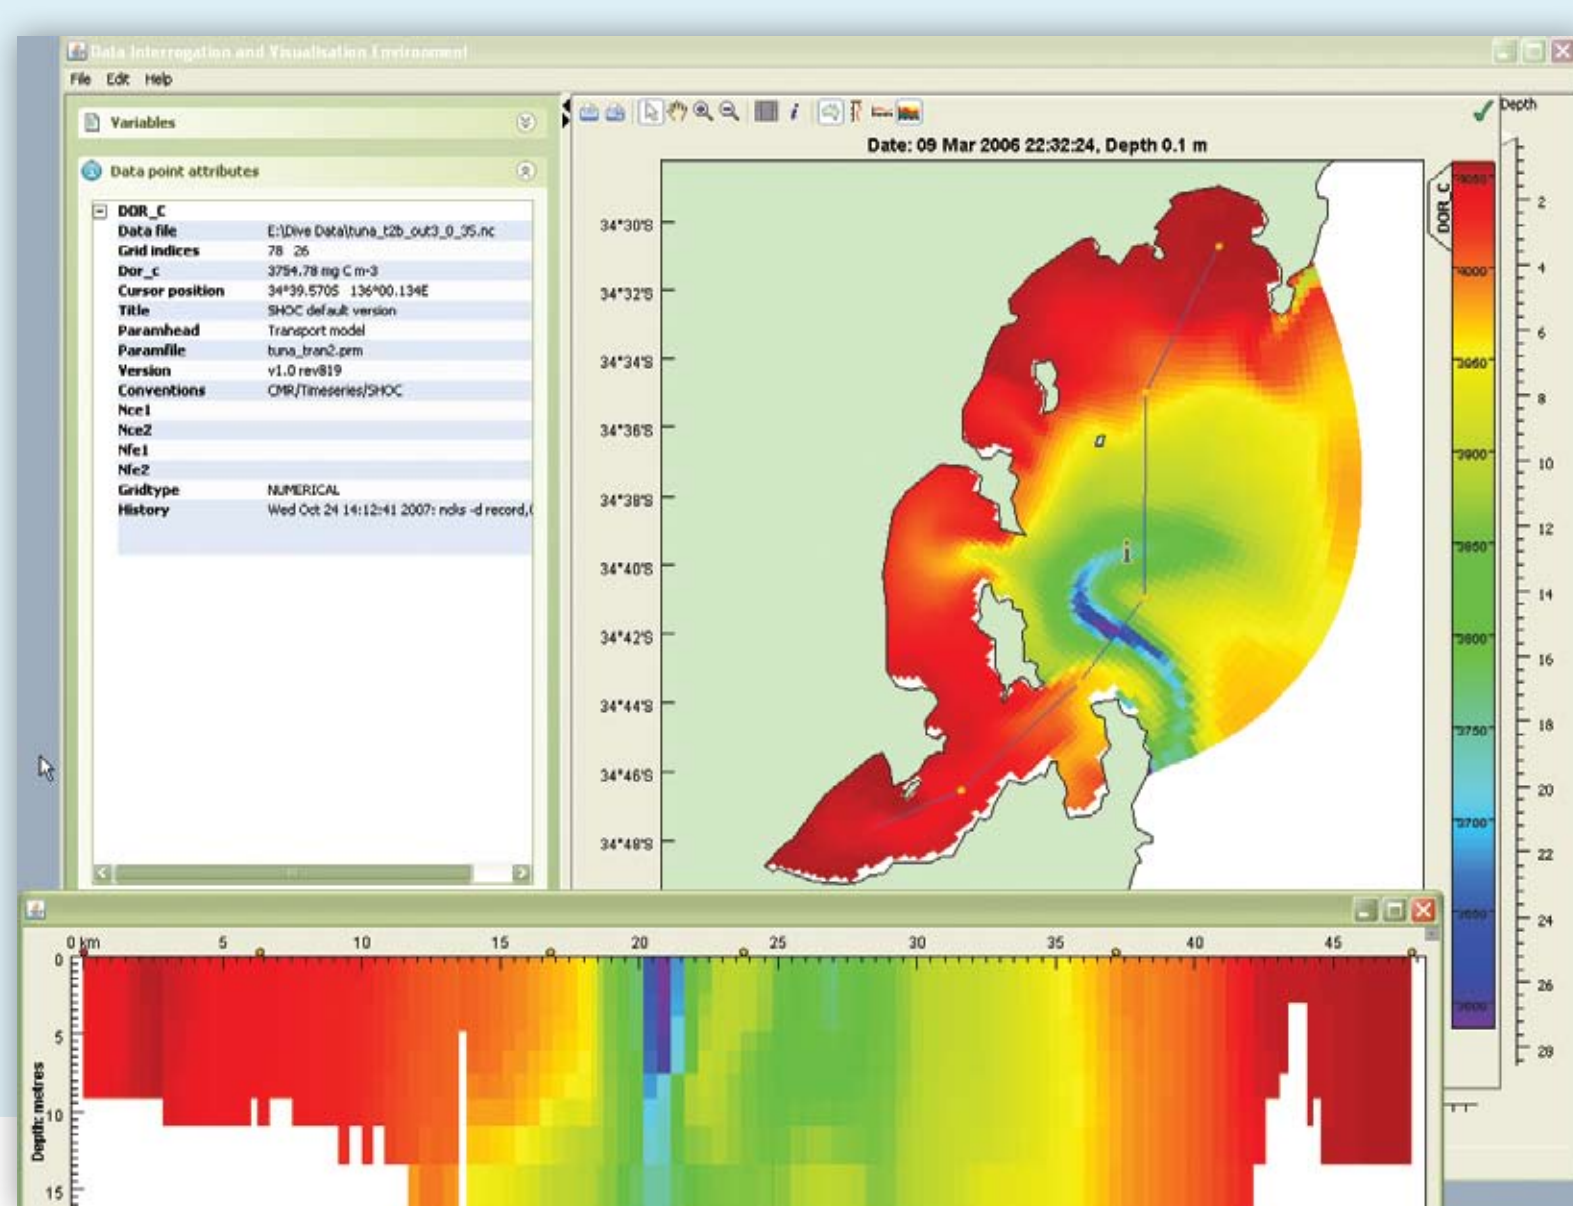 Data Interrogation and Visualisation Environment
File Edit Help
Variables
Data point attributes
DOR_C
Data file E:\Dive Data\tuna_t2b_out3_0_35.nc
Grid indices 78 26
Dor_c 3754.78 mg C m-3
Cursor position 34°39.570S 136°00.134E
Title SHOC default version
Paramhead Transport model
Paramfile tuna_tran2.prm
Version v1.0 rev819
Conventions CMR/Timeseries/SHOC
Nce1
Nce2
Nfe1
Nfe2
Gridtype NUMERICAL
History Wed Oct 24 14:12:41 2007: ncks -d record,0
Date: 09 Mar 2006 22:32:24, Depth 0.1 m
34°30'S
34°32'S
34°34'S
34°36'S
34°38'S
34°40'S
34°42'S
34°44'S
34°46'S
34°48'S
i
DOR_C
4000
3900
3850
3800
3750
3700
Depth
2
4
6
8
10
12
14
16
18
20
22
24
26
28
0 km 5 10 15 20 25 30 35 40 45
Depth: metres
0
5
10
15